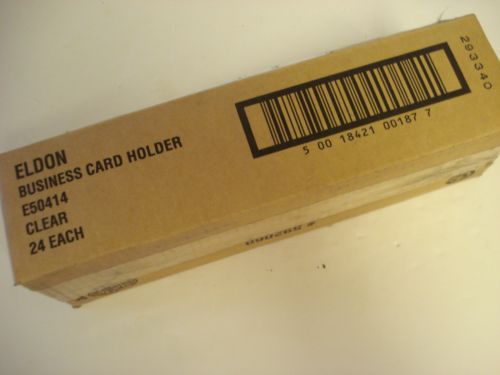 ELDON
BUSINESS CARD HOLDER
E50414
CLEAR
24 EACH
293340
5 00 18421 00187 7